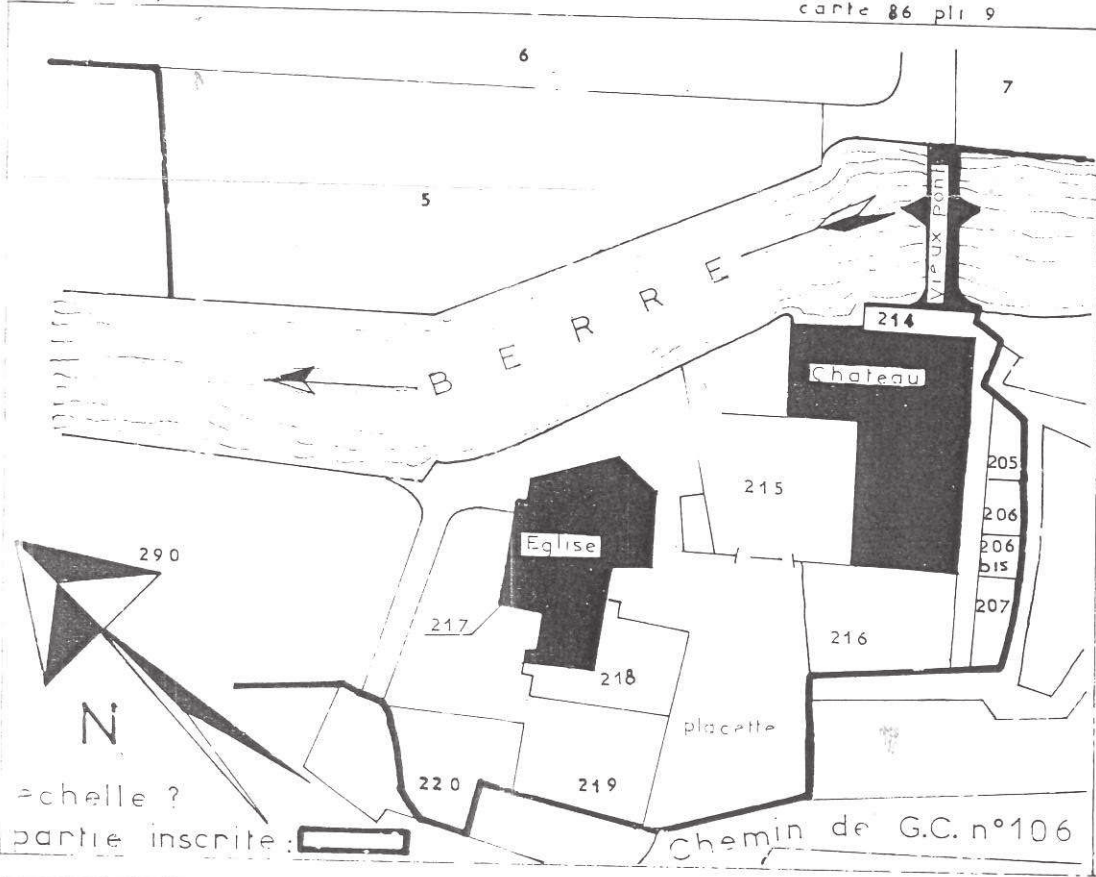 carte 86 pli 9
6
7
5
Vieux pont
BERRE
214
Chateau
205
215
206
Eglise
206
bis
290
207
217
216
218
N
placette
220
219
echelle ?
partie inscrite :
Chemin de G.C. n°106